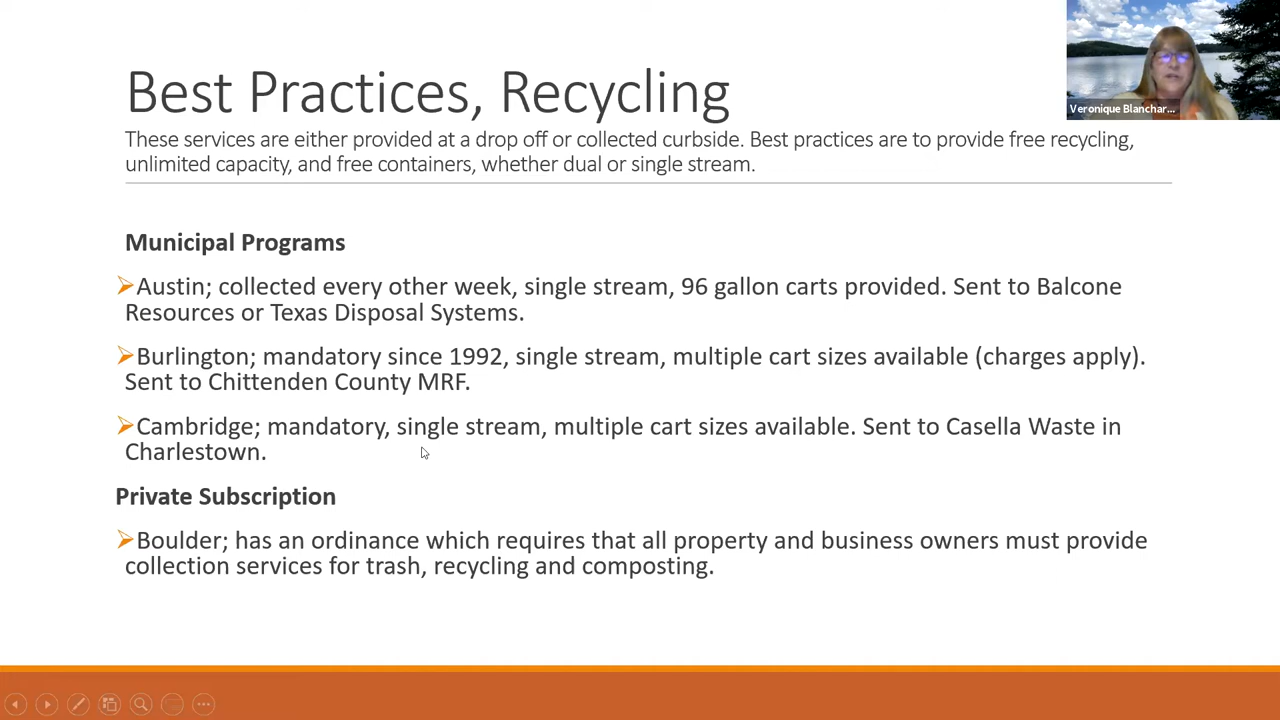 Best Practices, Recycling
These services are either provided at a drop off or collected curbside. Best practices are to provide free recycling,
unlimited capacity, and free containers, whether dual or single stream.
Veronique Blanchar...
Municipal Programs
Austin; collected every other week, single stream, 96 gallon carts provided. Sent to Balcone
Resources or Texas Disposal Systems.
Burlington; mandatory since 1992, single stream, multiple cart sizes available (charges apply).
Sent to Chittenden County MRF.
Cambridge; mandatory, single stream, multiple cart sizes available. Sent to Casella Waste in
Charlestown.
Private Subscription
Boulder; has an ordinance which requires that all property and business owners must provide
collection services for trash, recycling and composting.